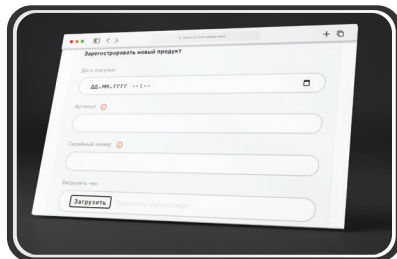 Зарегистрировать новый продукт
Дата покупки
ДД.ММ.ГГГГ --:--
Артикул
Серийный номер
Загрузить чек
Загрузить